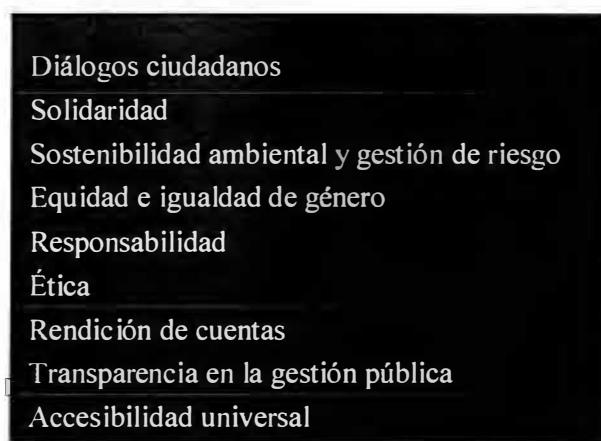 Diálogos ciudadanos
Solidaridad
Sostenibilidad ambiental y gestión de riesgo
Equidad e igualdad de género
Responsabilidad
Ética
Rendición de cuentas
Transparencia en la gestión pública
Accesibilidad universal